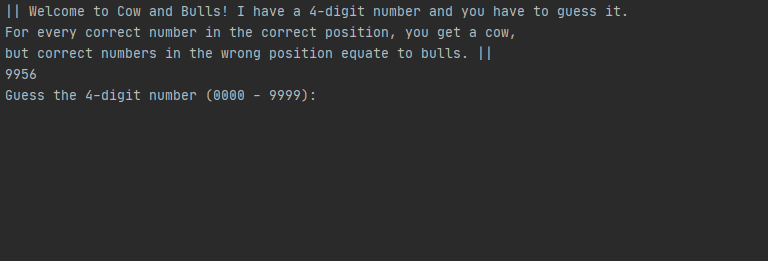 || Welcome to Cow and Bulls! I have a 4-digit number and you have to guess it.
For every correct number in the correct position, you get a cow,
but correct numbers in the wrong position equate to bulls. ||
9956
Guess the 4-digit number (0000 - 9999):